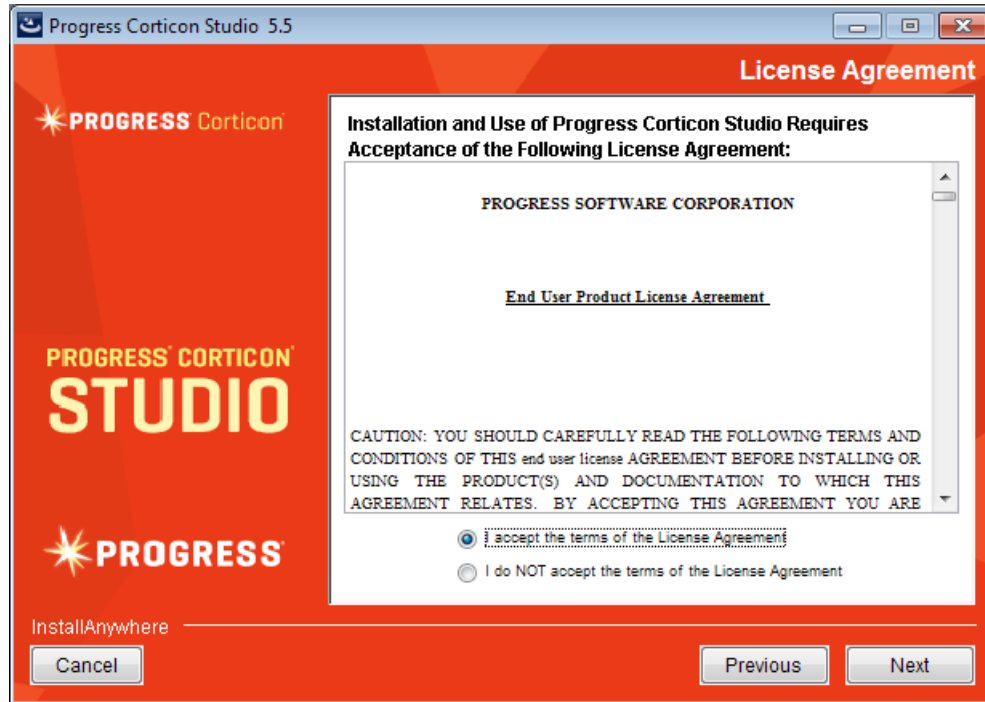 Progress Corticon Studio 5.5
License Agreement
PROGRESS Corticon
Installation and Use of Progress Corticon Studio Requires
Acceptance of the Following License Agreement:
PROGRESS SOFTWARE CORPORATION
End User Product License Agreement
PROGRESS CORTICON
STUDIO
CAUTION: YOU SHOULD CAREFULLY READ THE FOLLOWING TERMS AND
CONDITIONS OF THIS end user license AGREEMENT BEFORE INSTALLING OR
USING THE PRODUCT(S) AND DOCUMENTATION TO WHICH THIS
AGREEMENT RELATES. BY ACCEPTING THIS AGREEMENT YOU ARE
PROGRESS
I accept the terms of the License Agreement
I do NOT accept the terms of the License Agreement
InstallAnywhere
Cancel
Previous
Next